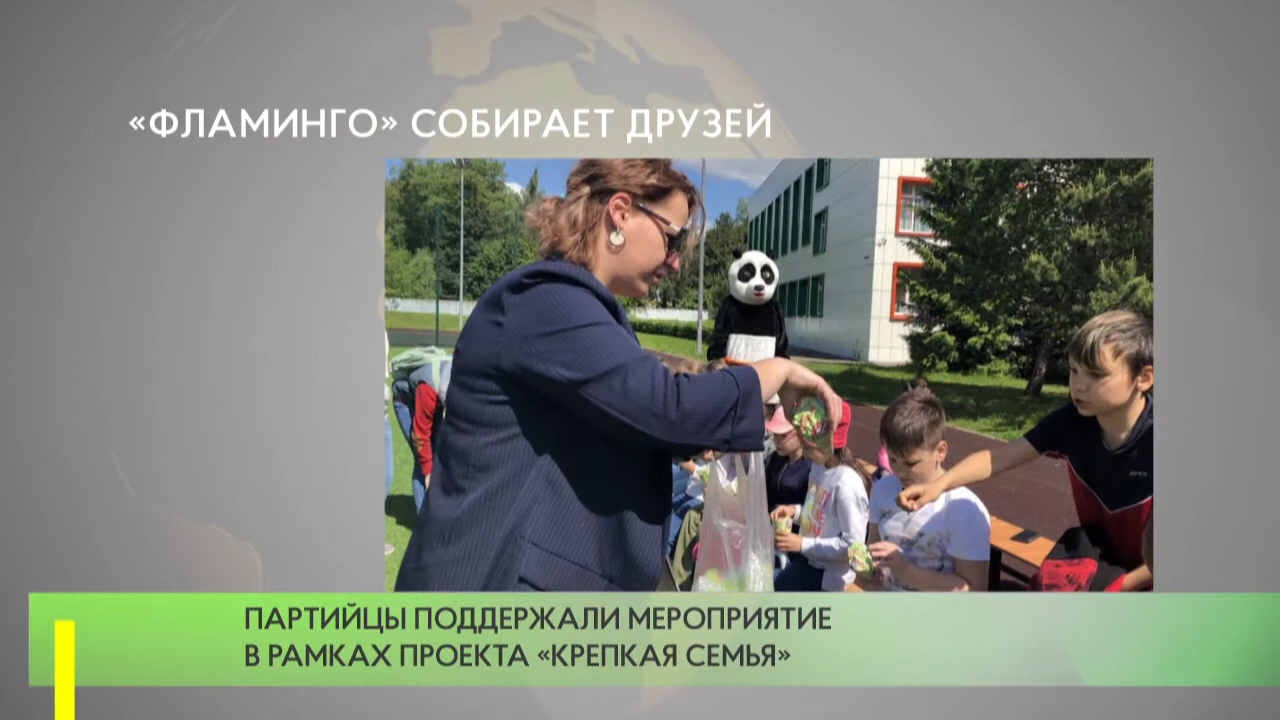 «ФЛАМИНГО» СОБИРАЕТ ДРУЗЕЙ
ПАРТИЙЦЫ ПОДДЕРЖАЛИ МЕРОПРИЯТИЕ
В РАМКАХ ПРОЕКТА «КРЕПКАЯ СЕМЬЯ»